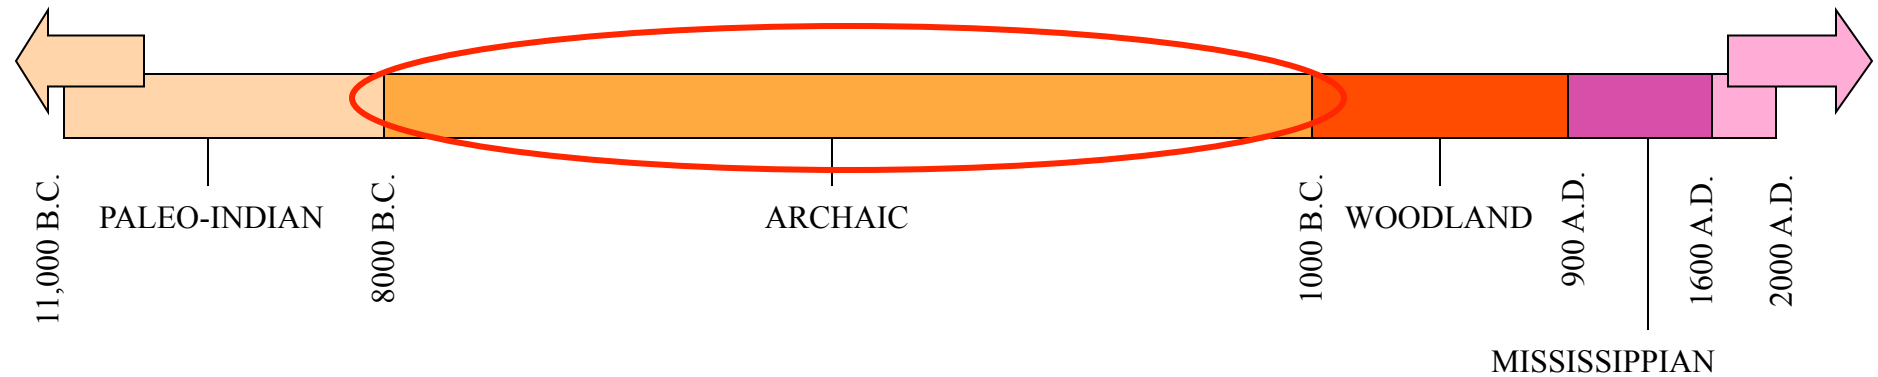 11,000 B.C.
PALEO-INDIAN
8000 B.C.
ARCHAIC
1000 B.C.
WOODLAND
900 A.D.
MISSISSIPPIAN
1600 A.D.
2000 A.D.